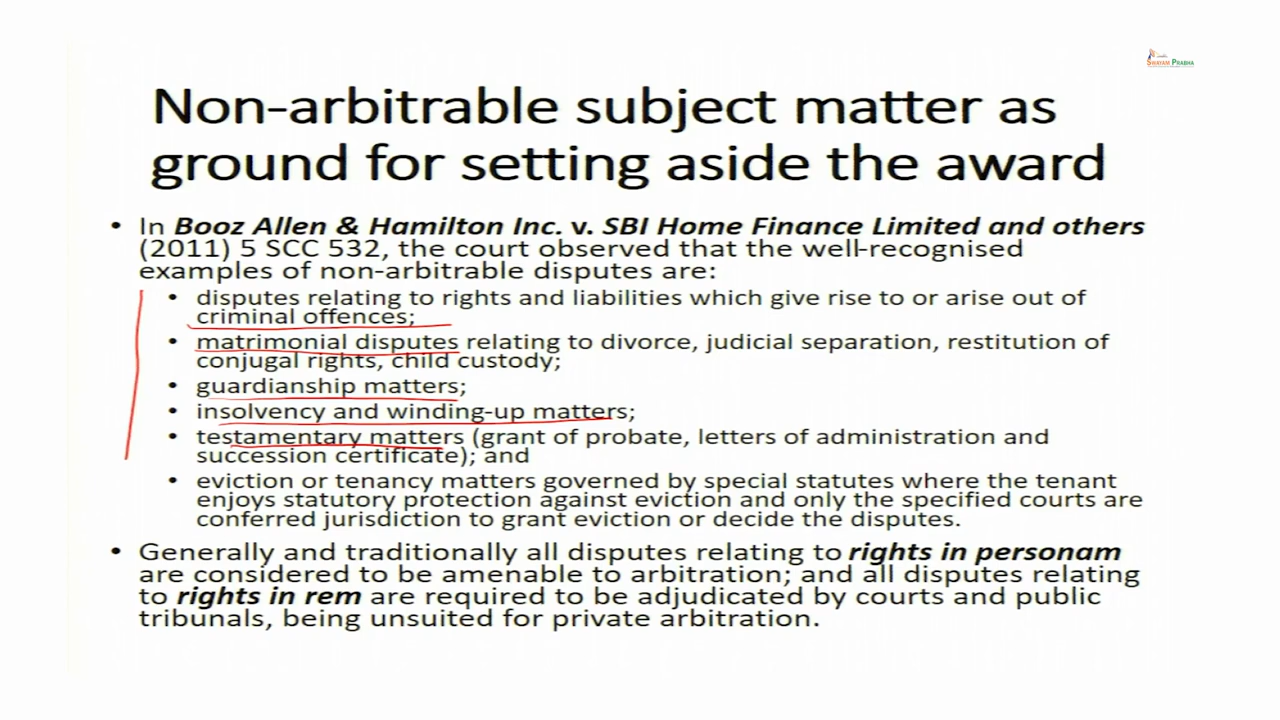 SWAYAM PRABHA
Non-arbitrable subject matter as
ground for setting aside the award
• In Booz Allen & Hamilton Inc. v. SBI Home Finance Limited and others
(2011) 5 SCC 532, the court observed that the well-recognised
examples of non-arbitrable disputes are:
• disputes relating to rights and liabilities which give rise to or arise out of
criminal offences;
• matrimonial disputes relating to divorce, judicial separation, restitution of
conjugal rights, child custody;
• guardianship matters;
• insolvency and winding-up matters;
• testamentary matters (grant of probate, letters of administration and
succession certificate); and
• eviction or tenancy matters governed by special statutes where the tenant
enjoys statutory protection against eviction and only the specified courts are
conferred jurisdiction to grant eviction or decide the disputes.
• Generally and traditionally all disputes relating to rights in personam
are considered to be amenable to arbitration; and all disputes relating
to rights in rem are required to be adjudicated by courts and public
tribunals, being unsuited for private arbitration.